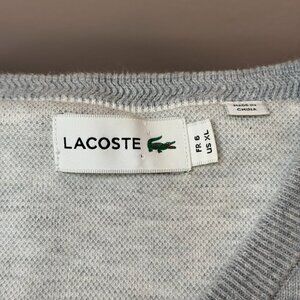 LACOSTE
FR 6
US XL
MADE IN
CHINA